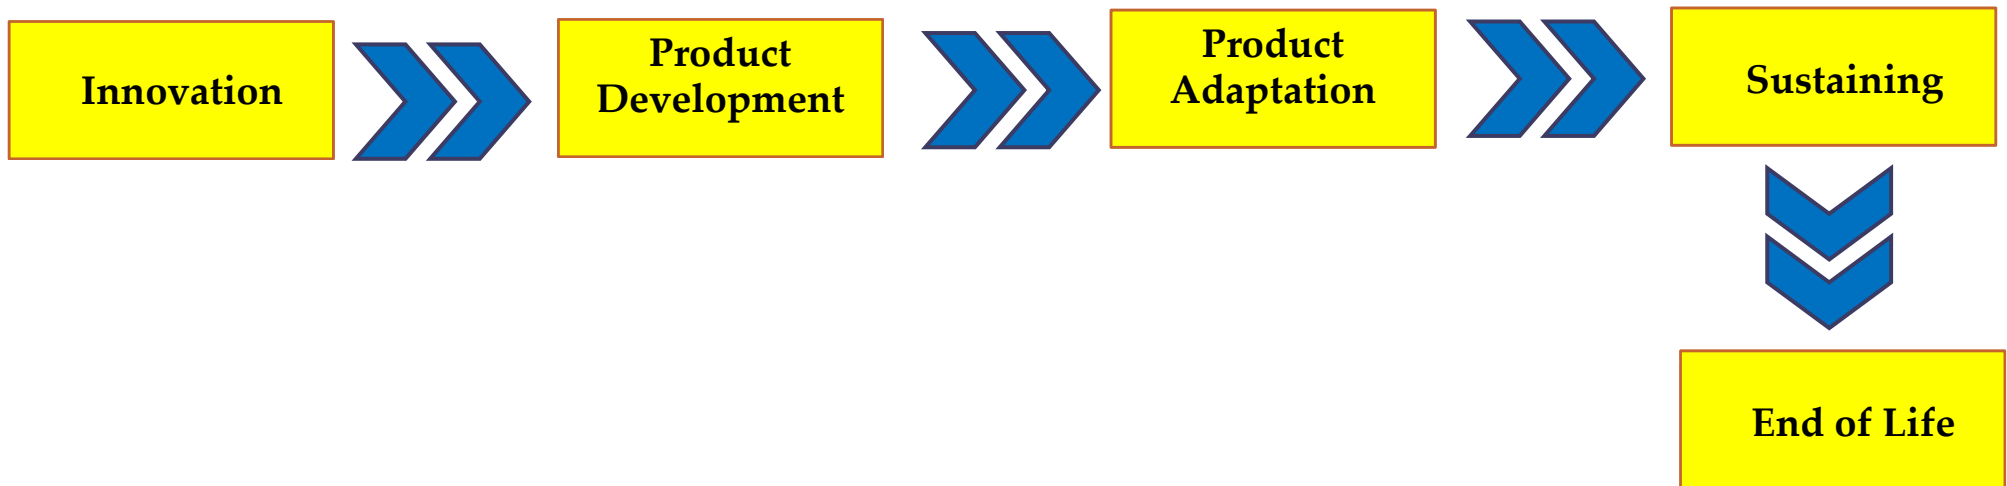 Innovation
Product
Development
Product
Adaptation
Sustaining
End of Life